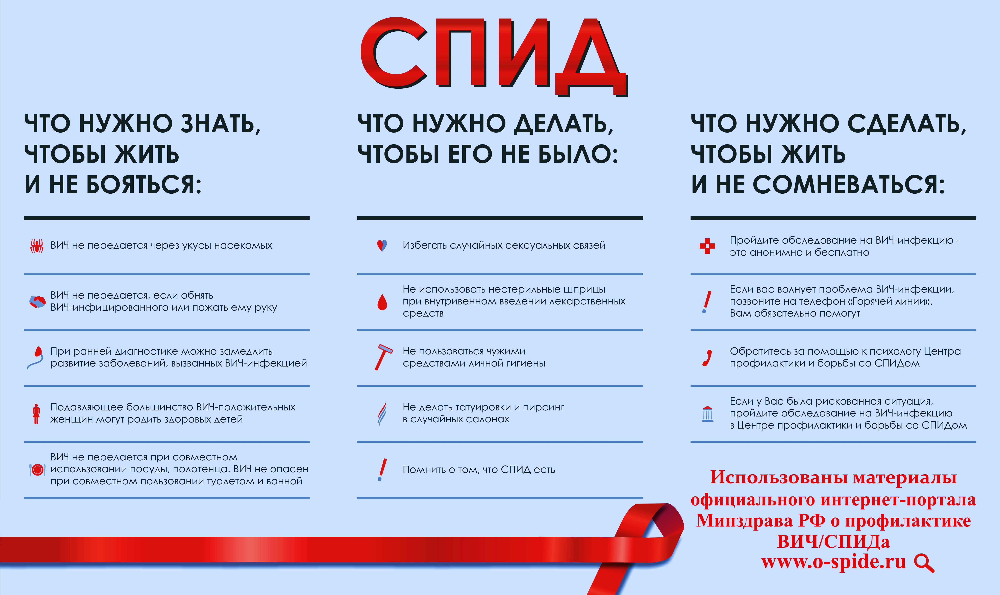 СПИД
ЧТО НУЖНО ЗНАТЬ,
ЧТОБЫ ЖИТЬ
И НЕ БОЯТЬСЯ:
ВИЧ не передается через укусы насекомых
ВИЧ не передается, если обнять
ВИЧ-инфицированного или пожать ему руку
При ранней диагностике можно замедлить
развитие заболеваний, вызванных ВИЧ-инфекцией
Подавляющее большинство ВИЧ-положительных
женщин могут родить здоровых детей
ВИЧ не передается при совместном
использовании посуды, полотенца. ВИЧ не опасен
при совместном пользовании туалетом и ванной
ЧТО НУЖНО ДЕЛАТЬ,
ЧТОБЫ ЕГО НЕ БЫЛО:
Избегать случайных сексуальных связей
Не использовать нестерильные шприцы
при внутривенном введении лекарственных
средств
Не пользоваться чужими
средствами личной гигиены
Не делать татуировки и пирсинг
в случайных салонах
Помнить о том, что СПИД есть
ЧТО НУЖНО СДЕЛАТЬ,
ЧТОБЫ ЖИТЬ
И НЕ СОМНЕВАТЬСЯ:
Пройдите обследование на ВИЧ-инфекцию -
это анонимно и бесплатно
Если вас волнует проблема ВИЧ-инфекции,
позвоните на телефон «Горячей линии».
Вам обязательно помогут
Обратитесь за помощью к психологу Центра
профилактики и борьбы со СПИДом
Если у Вас была рискованная ситуация,
пройдите обследование на ВИЧ-инфекцию
в Центре профилактики и борьбы со СПИДом
Использованы материалы
официального интернет-портала
Минздрава РФ о профилактике
ВИЧ/СПИДа
www.o-spide.ru